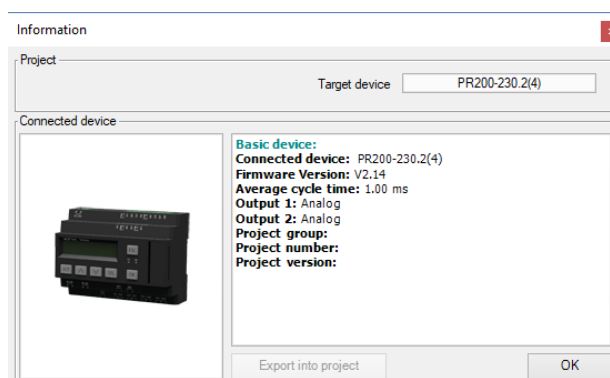 Information
Project
Target device PR200-230.2(4)
Connected device
Basic device:
Connected device: PR200-230.2(4)
Firmware Version: V2.14
Average cycle time: 1.00 ms
Output 1: Analog
Output 2: Analog
Project group:
Project number:
Project version:
Export into project OK